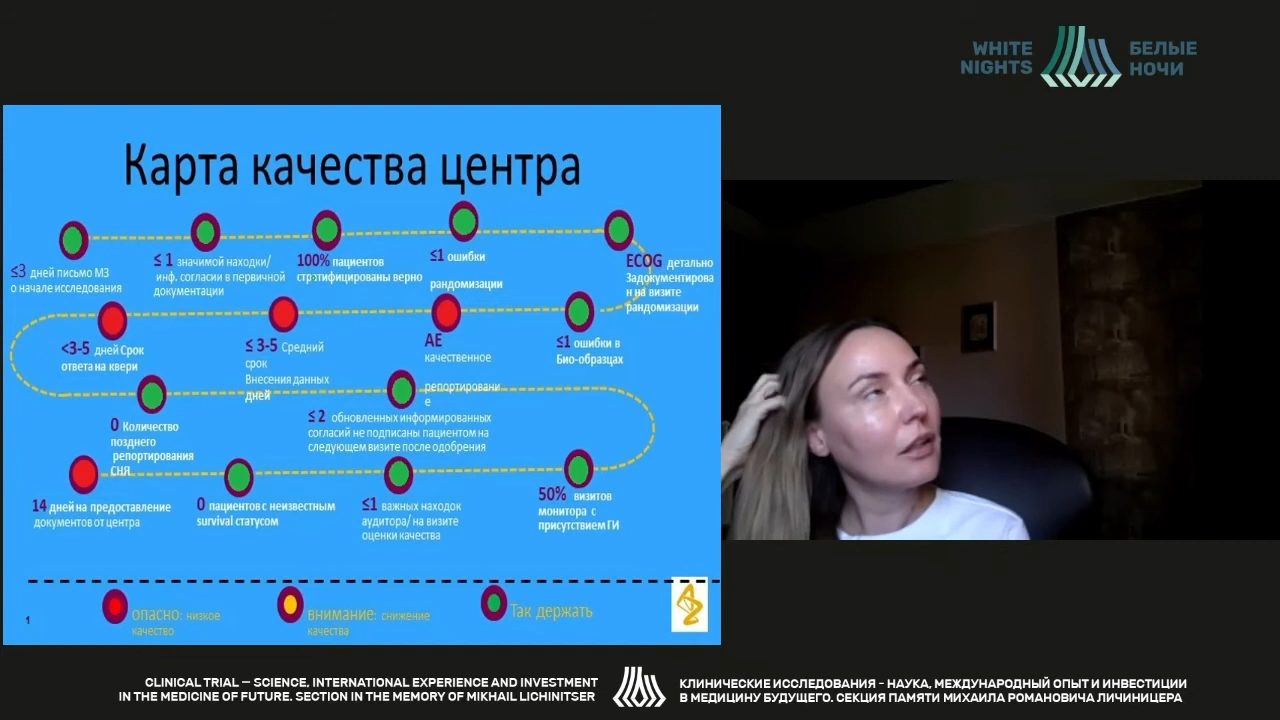 WHITE
NIGHTS
БЕЛЫЕ
НОЧИ
Карта качества центра
≤3 дней письмо МЗ
о начале исследования
≤ 1 значимой находки/
инф. согласии в первичной
документации
100% пациентов
стратифицированы верно
≤1 ошибки
рандомизации
ECOG детально
Задокументирова
н на визите
рандомизации
<3-5 дней Срок
ответа на квери
≤ 3-5 Средний
срок
Внесения данных
дней
AE
качественное
репортировани
е
≤1 ошибки в
Био-образцах
0 Количество
позднего
репортирования
СНЯ
≤ 2 обновленных информированных
согласий не подписаны пациентом на
следующем визите после одобрения
14 дней на предоставление
документов от центра
0 пациентов с неизвестным
survival статусом
≤1 важных находок
аудитора/ на визите
оценки качества
50% визитов
монитора с
присутствием ГИ
опасно: низкое
качество
внимание: снижение
качества
Так держать
1
CLINICAL TRIAL – SCIENCE, INTERNATIONAL EXPERIENCE AND INVESTMENT
IN THE MEDICINE OF FUTURE. SECTION IN THE MEMORY OF MIKHAIL LICHINITSER
КЛИНИЧЕСКИЕ ИССЛЕДОВАНИЯ – НАУКА, МЕЖДУНАРОДНЫЙ ОПЫТ И ИНВЕСТИЦИИ
В МЕДИЦИНУ БУДУЩЕГО. СЕКЦИЯ ПАМЯТИ МИХАИЛА РОМАНОВИЧА ЛИЧИНИЦЕРА